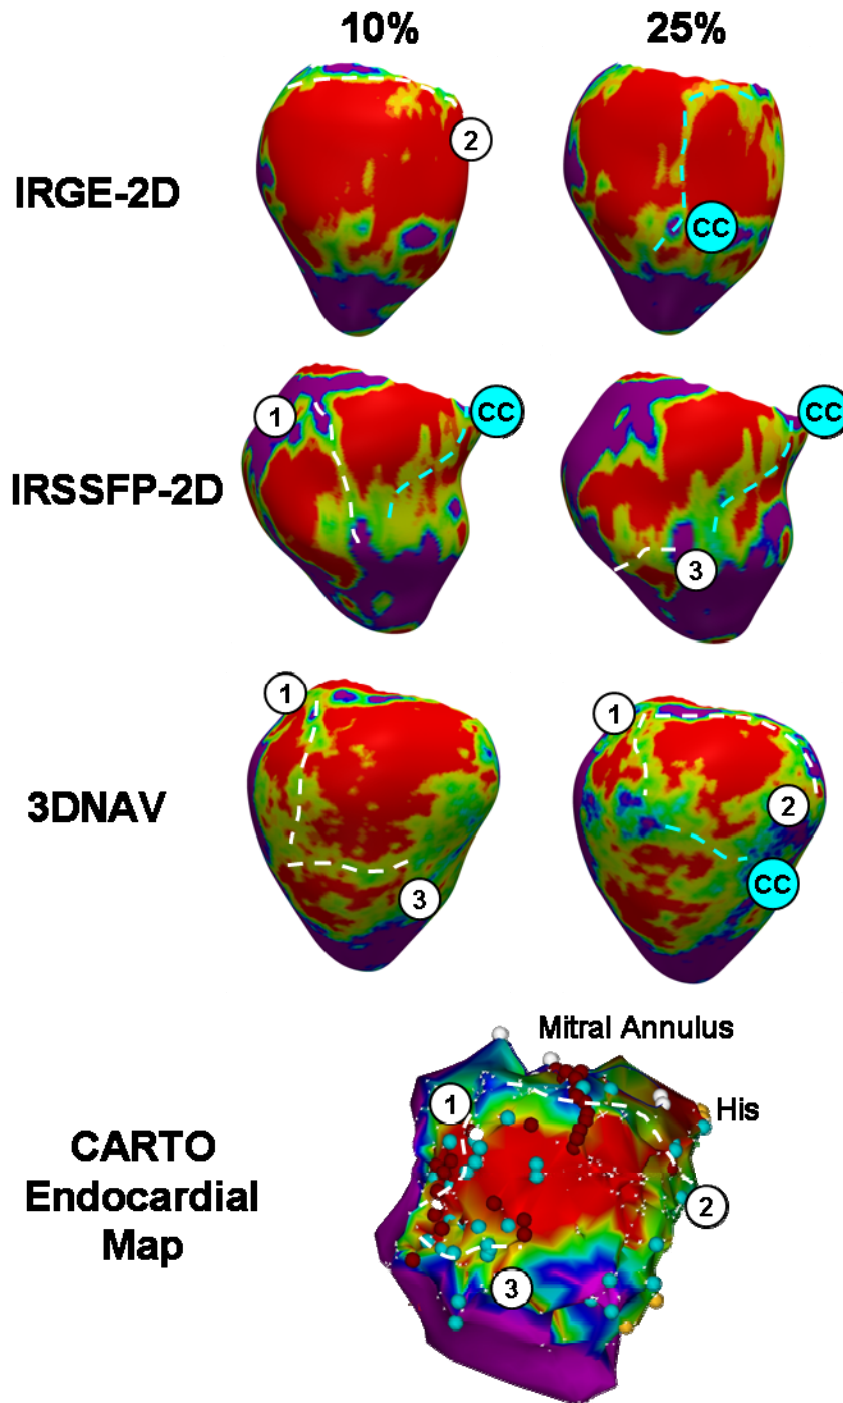 10% 25%
IRGE-2D
2
CC
IRSSFP-2D
1
CC
CC
3
3DNAV
1
3
1
2
CC
Mitral Annulus
His
CARTO
Endocardial
Map
1
2
3